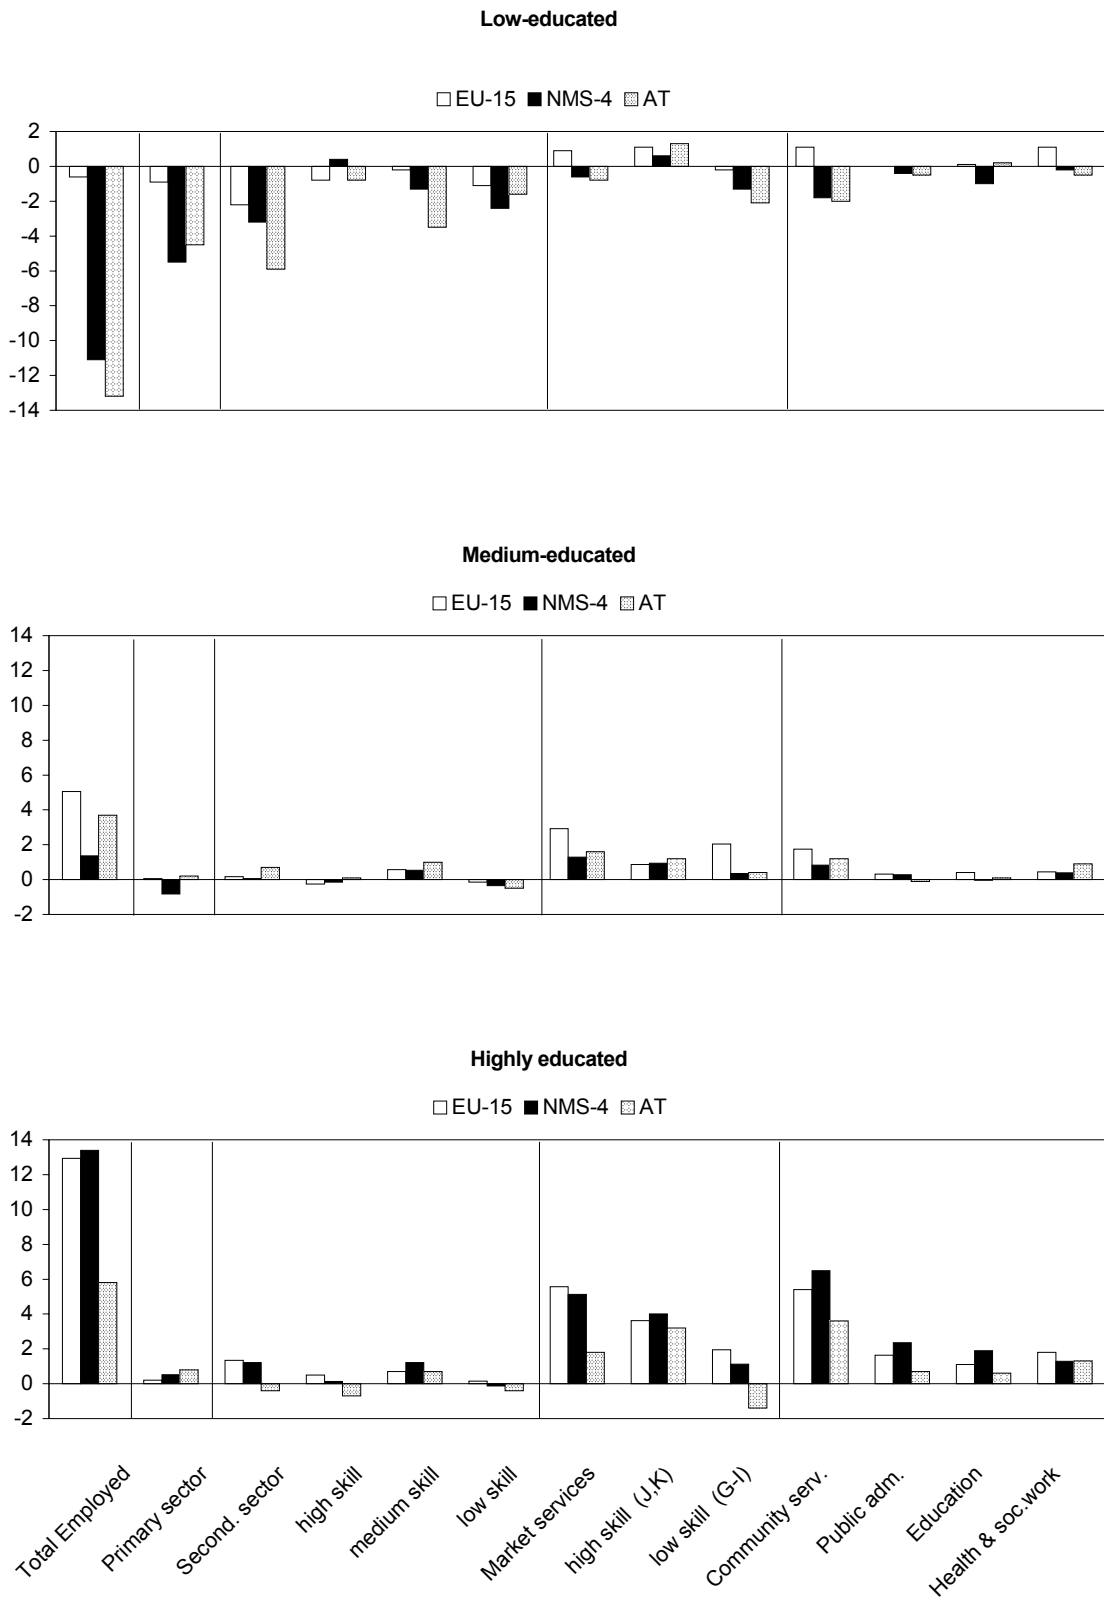 Low-educated
EU-15 NMS-4 AT
2
0
-2
-4
-6
-8
-10
-12
-14
Medium-educated
EU-15 NMS-4 AT
14
12
10
8
6
4
2
0
-2
Highly educated
EU-15 NMS-4 AT
14
12
10
8
6
4
2
0
-2
Total Employed
Primary sector
Second. sector
high skill
medium skill
low skill
Market services
high skill (J,K)
low skill (G-I)
Community serv.
Public adm.
Education
Health & soc.work